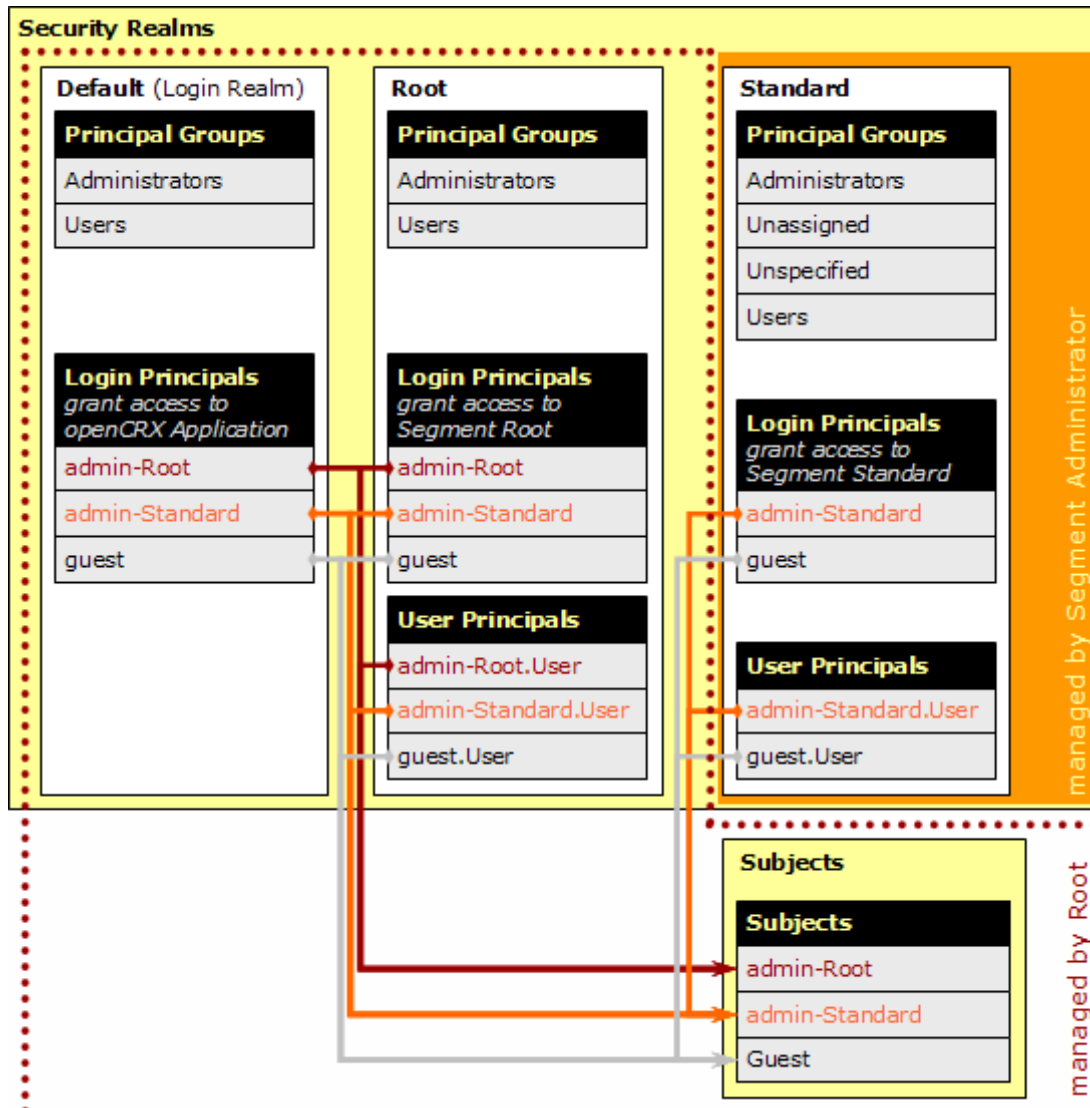 Security Realms
Default (Login Realm)
Principal Groups
Administrators
Users
Login Principals
grant access to
openCRX Application
admin-Root
admin-Standard
guest
Root
Principal Groups
Administrators
Users
Login Principals
grant access to
Segment Root
admin-Root
admin-Standard
guest
User Principals
admin-Root.User
admin-Standard.User
guest.User
Standard
Principal Groups
Administrators
Unassigned
Unspecified
Users
Login Principals
grant access to
Segment Standard
admin-Standard
guest
User Principals
admin-Standard.User
guest.User
managed by Segment Administrator
Subjects
Subjects
admin-Root
admin-Standard
Guest
managed by Root